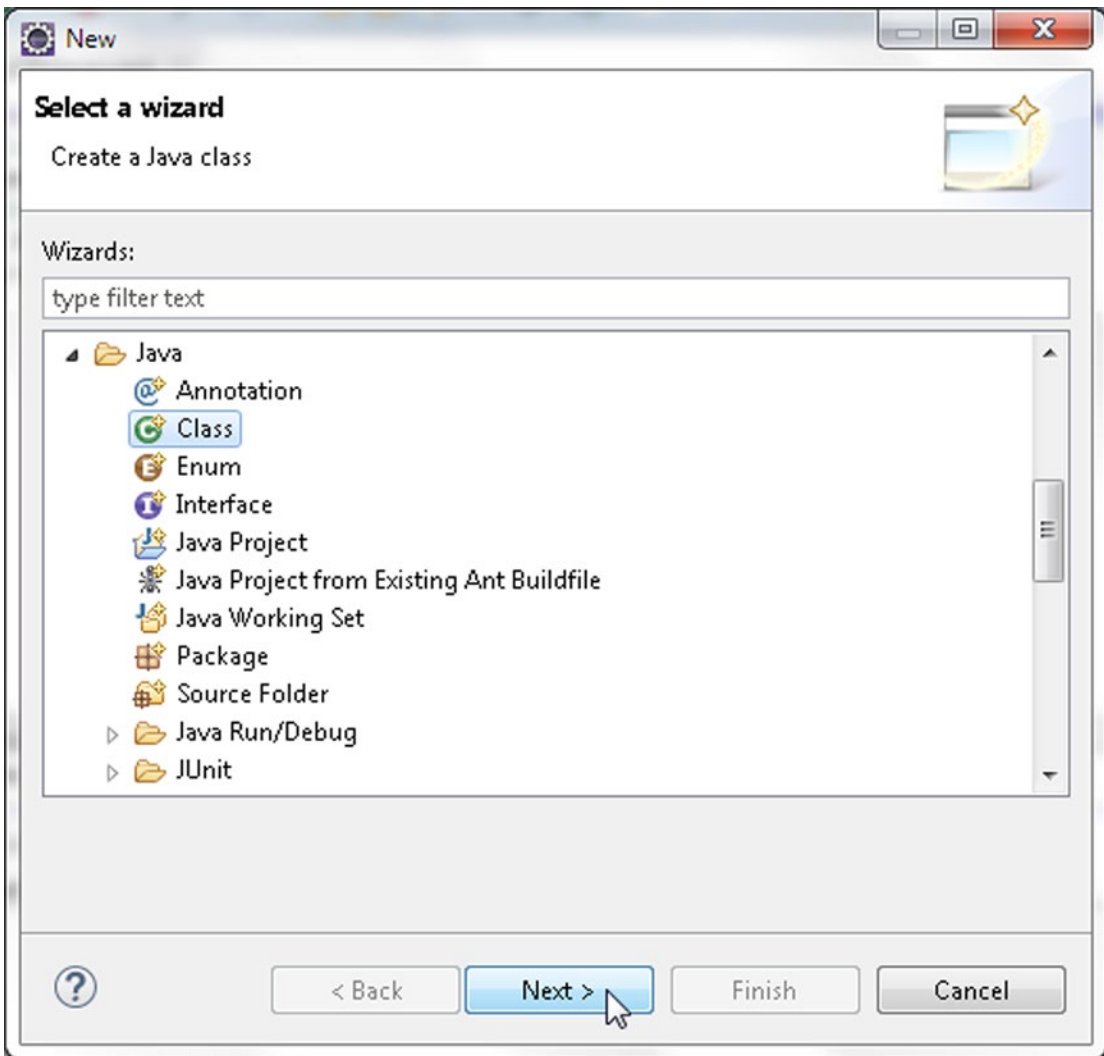 New
Select a wizard
Create a Java class
Wizards:
type filter text
Java
Annotation
Class
Enum
Interface
Java Project
Java Project from Existing Ant Buildfile
Java Working Set
Package
Source Folder
Java Run/Debug
JUnit
? < Back Next > Finish Cancel